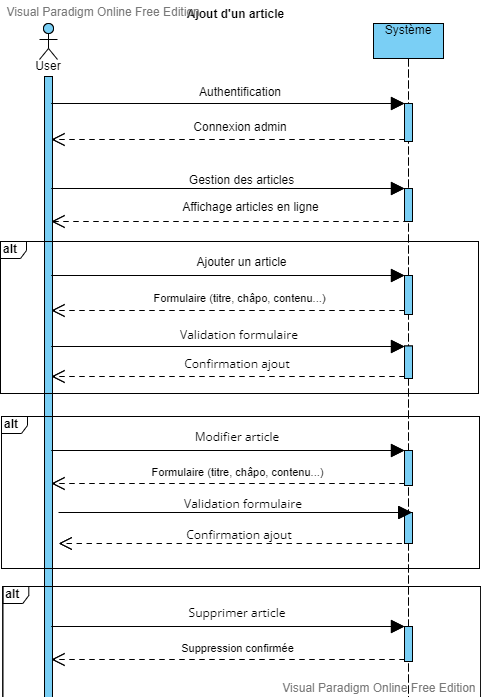 Visual Paradigm Online Free Edition
Ajout d'un article
Système
User
Authentification
Connexion admin
Gestion des articles
Affichage articles en ligne
alt
Ajouter un article
Formulaire (titre, châpo, contenu...)
Validation formulaire
Confirmation ajout
alt
Modifier article
Formulaire (titre, châpo, contenu...)
Validation formulaire
Confirmation ajout
alt
Supprimer article
Suppression confirmée
Visual Paradigm Online Free Edition